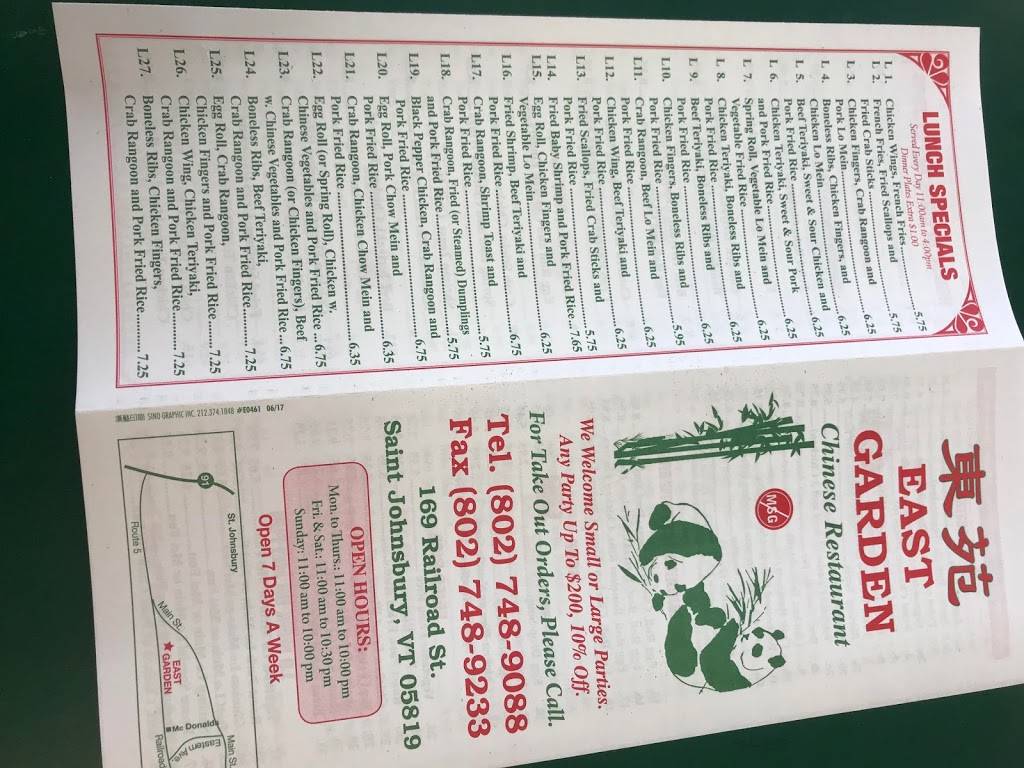 LUNCH SPECIALS
Served Every Day 11:00am to 4:00pm
Dinner Plates Extra $1.00
L 1. Chicken Wings, French Fries ........ 5.75
L 2. French Fries, Fried Scallops and
Fried Crab Sticks ........ 5.75
L 3. Chicken Fingers, Crab Rangoon and
Pork Lo Mein ........ 6.25
L 4. Boneless Ribs, Chicken Fingers, and
Chicken Lo Mein ........ 6.25
L 5. Beef Teriyaki, Sweet & Sour Chicken and
Pork Fried Rice ........ 6.25
L 6. Chicken Teriyaki, Sweet & Sour Pork
and Pork Fried Rice ........ 6.25
L 7. Spring Roll, Vegetable Lo Mein and
Vegetable Fried Rice ........ 6.25
L 8. Chicken Teriyaki, Boneless Ribs and
Pork Fried Rice ........ 6.25
L 9. Beef Teriyaki, Boneless Ribs and
Pork Fried Rice ........ 6.25
L10. Chicken Fingers, Boneless Ribs and
Pork Fried Rice ........ 5.95
L11. Crab Rangoon, Beef Lo Mein and
Pork Fried Rice ........ 6.25
L12. Chicken Wing, Beef Teriyaki and
Pork Fried Rice ........ 6.25
L13. Fried Scallops, Fried Crab Sticks and
Pork Fried Rice ........ 5.75
L14. Fried Baby Shrimp and Pork Fried Rice ... 7.65
L15. Egg Roll, Chicken Fingers and
Vegetable Lo Mein ........ 6.25
L16. Fried Shrimp, Beef Teriyaki and
Pork Fried Rice ........ 6.75
L17. Crab Rangoon, Shrimp Toast and
Pork Fried Rice ........ 5.75
L18. Crab Rangoon, Fried (or Steamed) Dumplings
and Pork Fried Rice ........ 5.75
L19. Black Pepper Chicken, Crab Rangoon and
Pork Fried Rice ........ 6.75
L20. Egg Roll, Pork Chow Mein and
Pork Fried Rice ........ 6.35
L21. Crab Rangoon, Chicken Chow Mein and
Pork Fried Rice ........ 6.35
L22. Egg Roll (or Spring Roll), Chicken w.
Chinese Vegetables and Pork Fried Rice ... 6.75
L23. Crab Rangoon (or Chicken Fingers), Beef
w. Chinese Vegetables and Pork Fried Rice ... 6.75
L24. Boneless Ribs, Beef Teriyaki,
Crab Rangoon and Pork Fried Rice ........ 7.25
L25. Egg Roll, Crab Rangoon,
Chicken Fingers and Pork Fried Rice ........ 7.25
L26. Chicken Wing, Chicken Teriyaki,
Crab Rangoon and Pork Fried Rice ........ 7.25
L27. Boneless Ribs, Chicken Fingers,
Crab Rangoon and Pork Fried Rice ........ 7.25
SINO GRAPHIC INC. 212.374.1848 #E0461 06/17
東苑
EAST
GARDEN
Chinese Restaurant
MSG
We Welcome Small or Large Parties.
Any Party Up To $200, 10% Off.
For Take Out Orders, Please Call.
Tel. (802) 748-9088
Fax (802) 748-9233
169 Railroad St.
Saint Johnsbury, VT 05819
OPEN HOURS:
Mon. to Thurs.: 11:00 am to 10:00 pm
Fri. & Sat.: 11:00 am to 10:30 pm
Sunday: 11:00 am to 10:00 pm
Open 7 Days A Week
91
St. Johnsbury
Route 5
Main St.
EAST
GARDEN
Mc Donalds
Main St.
Eastern Ave
Railroad